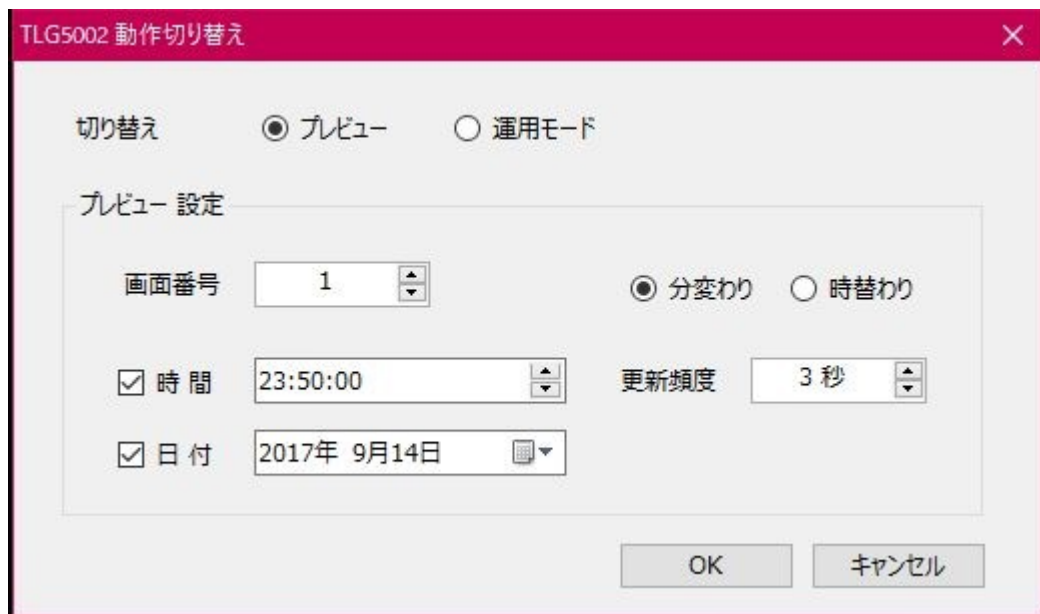 TLG5002 動作切り替え
切り替え プレビュー 運用モード
プレビュー 設定
画面番号 1 分変わり 時替わり
時 間 23:50:00 更新頻度 3 秒
日 付 2017年 9月14日
OK キャンセル